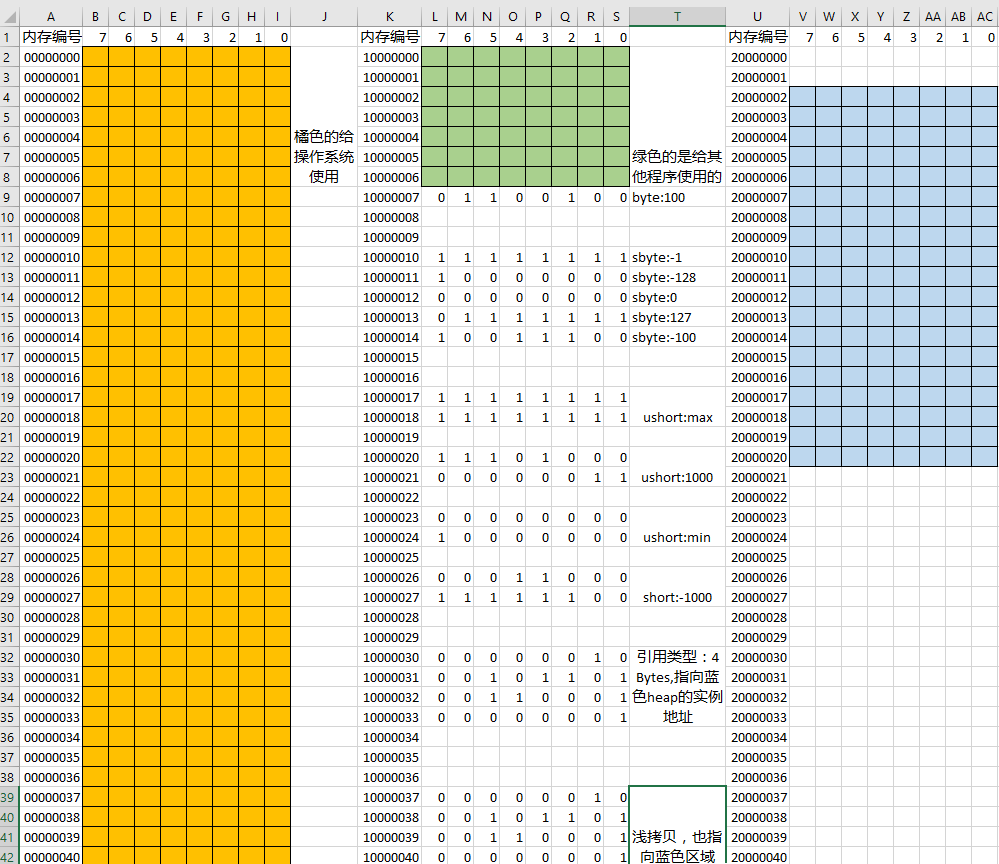 A B C D E F G H I J K L M N O P Q R S T U V W X Y Z AA AB AC
1 内存编号 7 6 5 4 3 2 1 0 内存编号 7 6 5 4 3 2 1 0 内存编号 7 6 5 4 3 2 1 0
2 00000000 10000000 20000000
3 00000001 10000001 20000001
4 00000002 10000002 20000002
5 00000003 10000003 20000003
6 00000004 橘色的给 10000004 20000004
7 00000005 操作系统 10000005 绿色的是给其 20000005
8 00000006 使用 10000006 他程序使用的 20000006
9 00000007 10000007 0 1 1 0 0 1 0 0 byte:100 20000007
10 00000008 10000008 20000008
11 00000009 10000009 20000009
12 00000010 10000010 1 1 1 1 1 1 1 1 sbyte:-1 20000010
13 00000011 10000011 1 0 0 0 0 0 0 0 sbyte:-128 20000011
14 00000012 10000012 0 0 0 0 0 0 0 0 sbyte:0 20000012
15 00000013 10000013 0 1 1 1 1 1 1 1 sbyte:127 20000013
16 00000014 10000014 1 0 0 1 1 1 0 0 sbyte:-100 20000014
17 00000015 10000015 20000015
18 00000016 10000016 20000016
19 00000017 10000017 1 1 1 1 1 1 1 1 20000017
20 00000018 10000018 1 1 1 1 1 1 1 1 ushort:max 20000018
21 00000019 10000019 20000019
22 00000020 10000020 1 1 1 0 1 0 0 0 20000020
23 00000021 10000021 0 0 0 0 0 0 1 1 ushort:1000 20000021
24 00000022 10000022 20000022
25 00000023 10000023 0 0 0 0 0 0 0 0 20000023
26 00000024 10000024 1 0 0 0 0 0 0 0 ushort:min 20000024
27 00000025 10000025 20000025
28 00000026 10000026 0 0 0 1 1 0 0 0 20000026
29 00000027 10000027 1 1 1 1 1 1 0 0 short:-1000 20000027
30 00000028 10000028 20000028
31 00000029 10000029 20000029
32 00000030 10000030 0 0 0 0 0 0 1 0 引用类型：4 20000030
33 00000031 10000031 0 0 1 0 1 1 0 1 Bytes,指向蓝 20000031
34 00000032 10000032 0 0 1 1 0 0 0 1 色heap的实例 20000032
35 00000033 10000033 0 0 0 0 0 0 0 1 地址 20000033
36 00000034 10000034 20000034
37 00000035 10000035 20000035
38 00000036 10000036 20000036
39 00000037 10000037 0 0 0 0 0 0 1 0 20000037
40 00000038 10000038 0 0 1 0 1 1 0 1 20000038
41 00000039 10000039 0 0 1 1 0 0 0 1 浅拷贝，也指 20000039
42 00000040 10000040 0 0 0 0 0 0 0 1 向蓝色区域 20000040